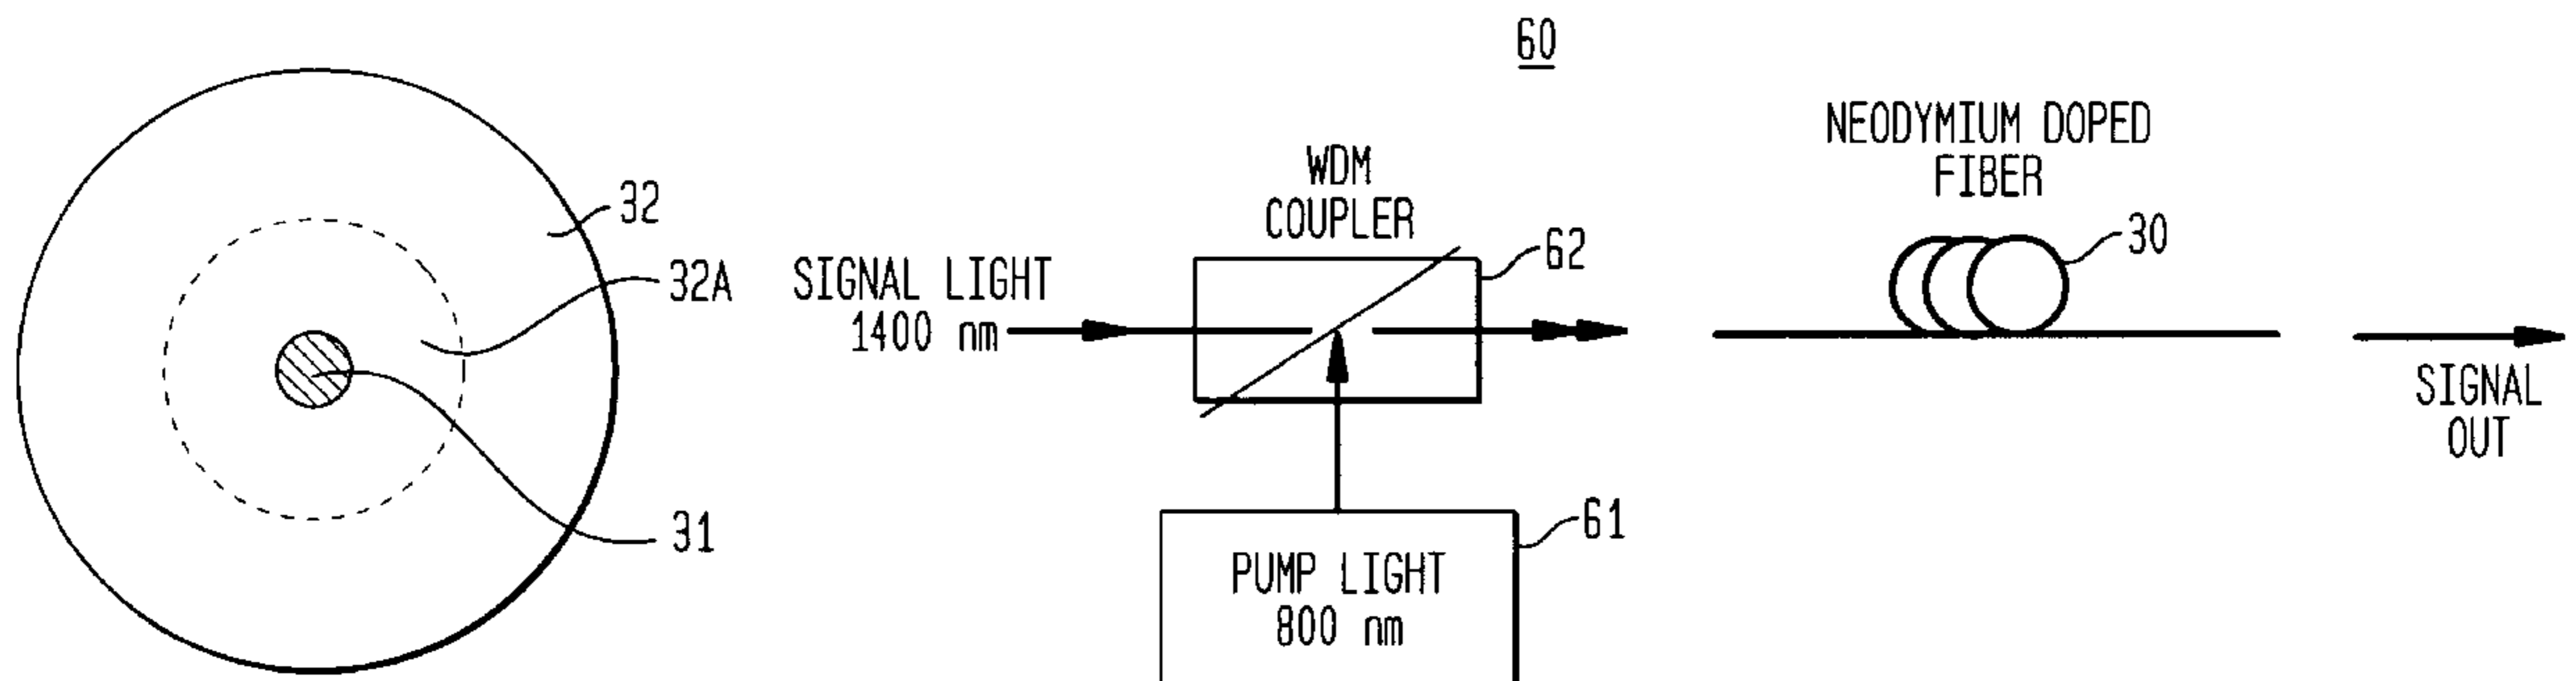 60
32
32A
31
SIGNAL LIGHT
1400 nm
WDM
COUPLER
62
PUMP LIGHT
800 nm
61
NEODYMIUM DOPED
FIBER
30
SIGNAL
OUT